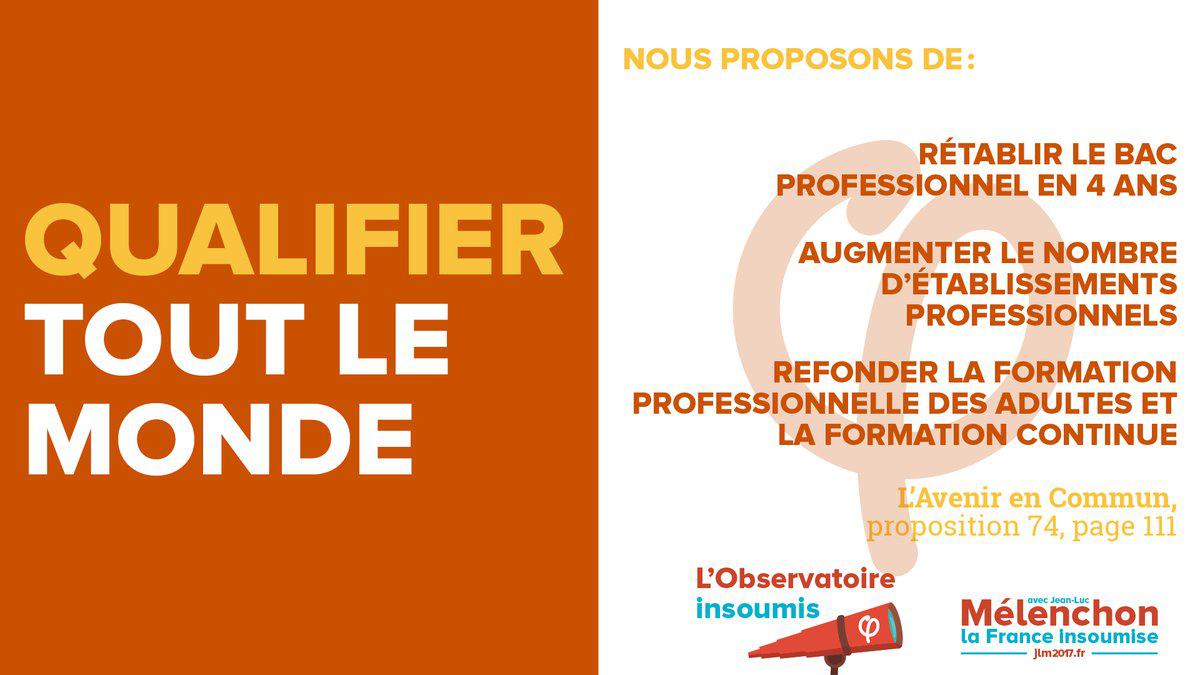 QUALIFIER
TOUT LE
MONDE
NOUS PROPOSONS DE :
RÉTABLIR LE BAC
PROFESSIONNEL EN 4 ANS
AUGMENTER LE NOMBRE
D'ÉTABLISSEMENTS
PROFESSIONNELS
REFONDER LA FORMATION
PROFESSIONNELLE DES ADULTES ET
LA FORMATION CONTINUE
L'Avenir en Commun,
proposition 74, page 111
L'Observatoire
insoumis
φ
avec Jean-Luc
Mélenchon
la France insoumise
jlm2017.fr